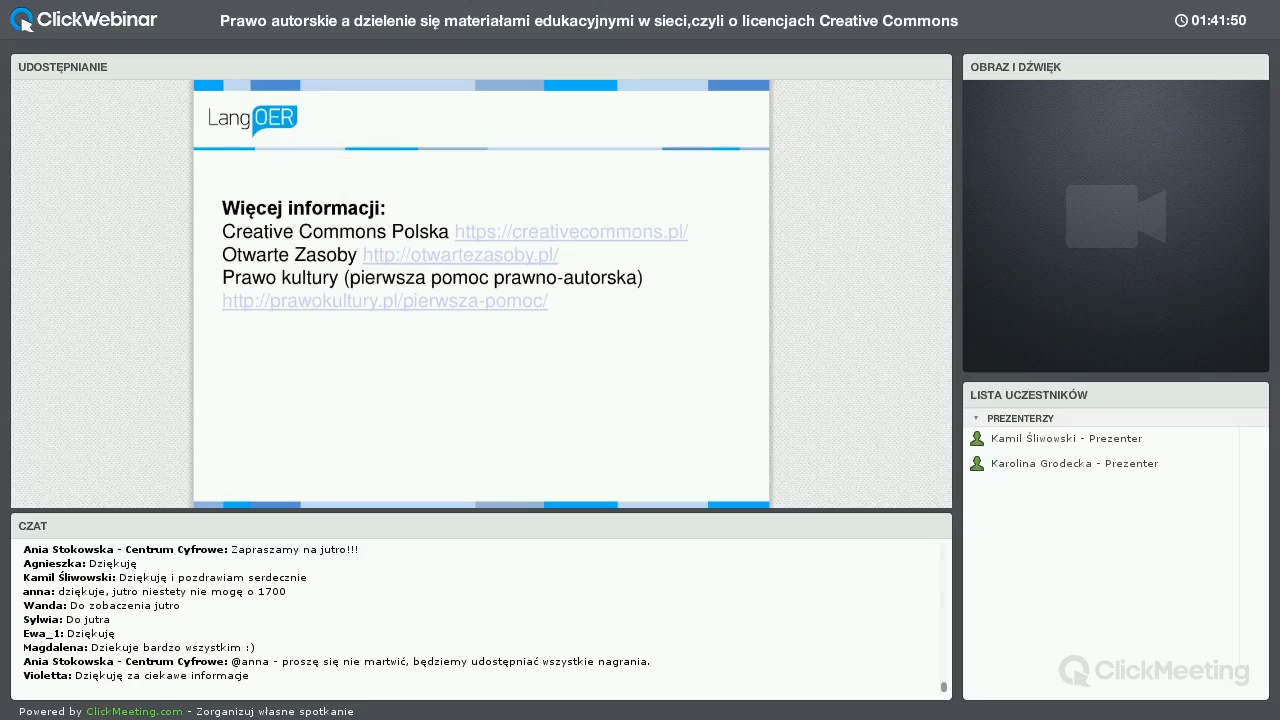 ClickWebinar
Prawo autorskie a dzielenie się materiałami edukacyjnymi w sieci,czyli o licencjach Creative Commons
01:41:50
UDOSTĘPNIANIE
LangOER
Więcej informacji:
Creative Commons Polska https://creativecommons.pl/
Otwarte Zasoby http://otwartezasoby.pl/
Prawo kultury (pierwsza pomoc prawno-autorska)
http://prawokultury.pl/pierwsza-pomoc/
OBRAZ I DŹWIĘK
LISTA UCZESTNIKÓW
PREZENTERZY
Kamil Śliwowski - Prezenter
Karolina Grodecka - Prezenter
ClickMeeting
CZAT
Ania Stokowska - Centrum Cyfrowe: Zapraszamy na jutro!!!
Agnieszka: Dziękuję
Kamil Śliwowski: Dziękuję i pozdrawiam serdecznie
anna: dziękuje, jutro niestety nie mogę o 1700
Wanda: Do zobaczenia jutro
Sylwia: Do jutra
Ewa_1: Dziękuję
Magdalena: Dziekuje bardzo wszystkim :)
Ania Stokowska - Centrum Cyfrowe: @anna - proszę się nie martwić, będziemy udostępniać wszystkie nagrania.
Violetta: Dziękuję za ciekawe informacje
Powered by ClickMeeting.com - Zorganizuj własne spotkanie